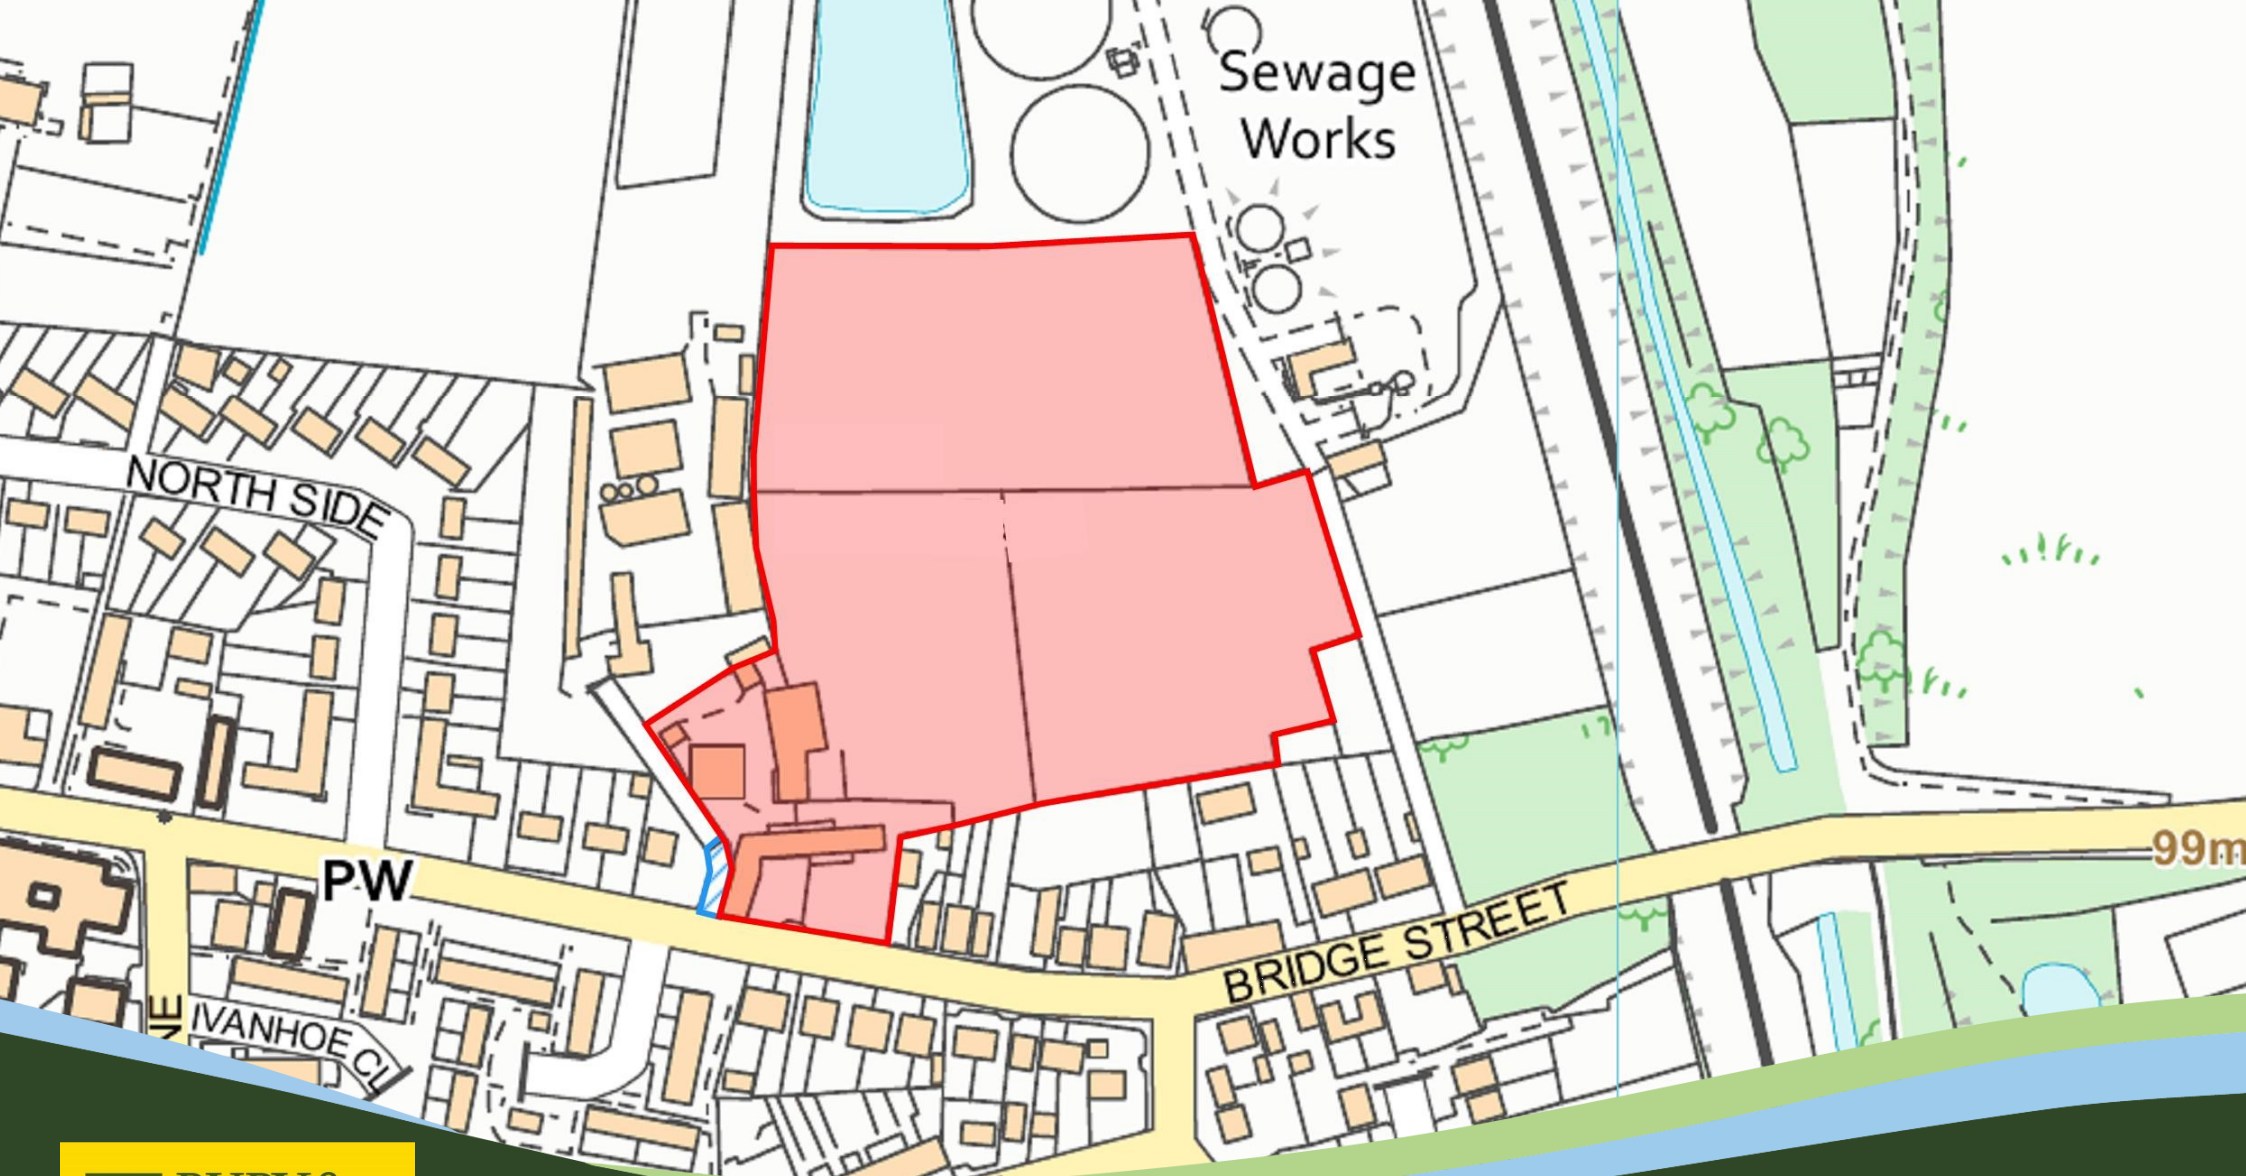 Sewage
Works
NORTH SIDE
PW
99m
BRIDGE STREET
IVANHOE CL